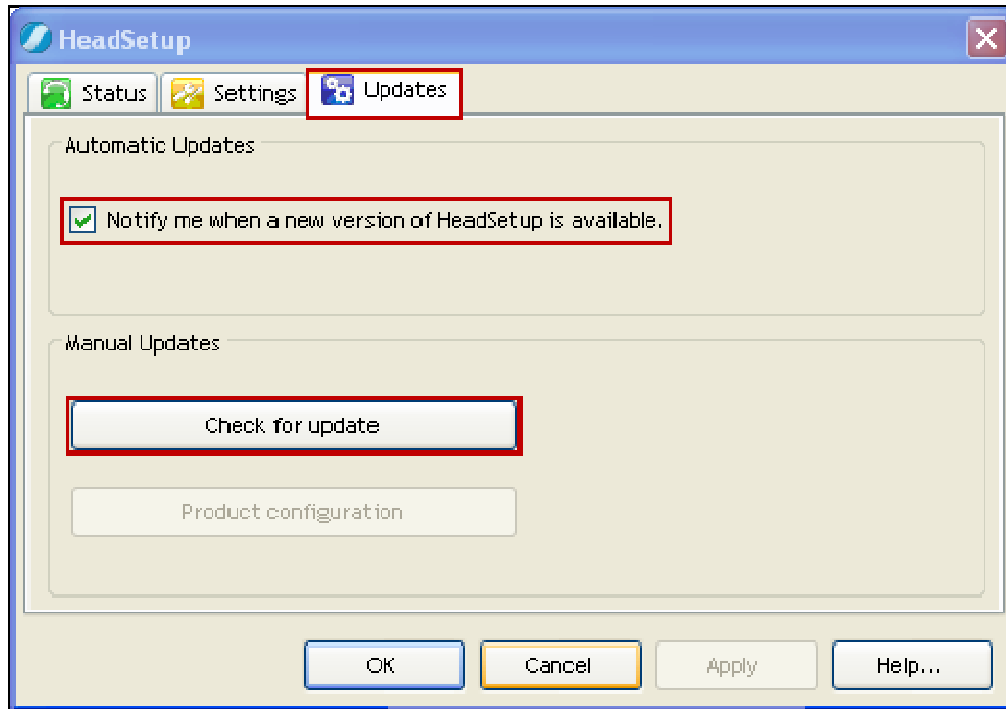 HeadSetup
Status Settings Updates
Automatic Updates
Notify me when a new version of HeadSetup is available.
Manual Updates
Check for update
Product configuration
OK Cancel Apply Help...